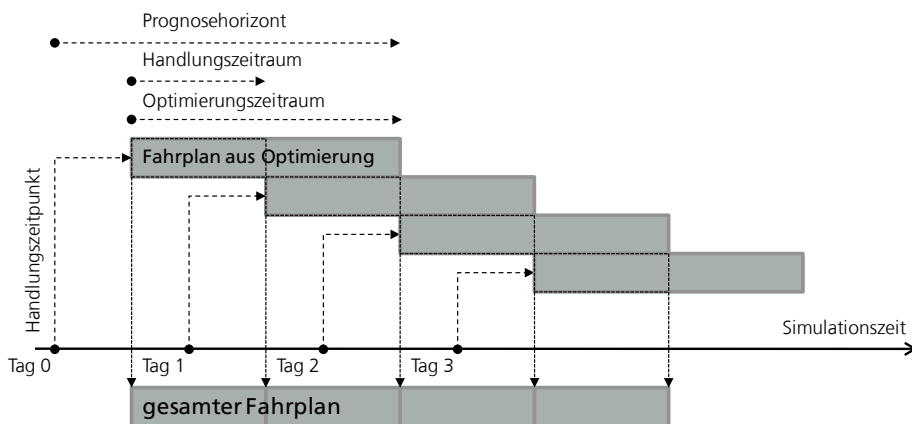 Prognosehorizont
Handlungszeitraum
Optimierungszeitraum
Fahrplan aus Optimierung
Handlungszeitpunkt
Simulationszeit
Tag 0
Tag 1
Tag 2
Tag 3
gesamter Fahrplan